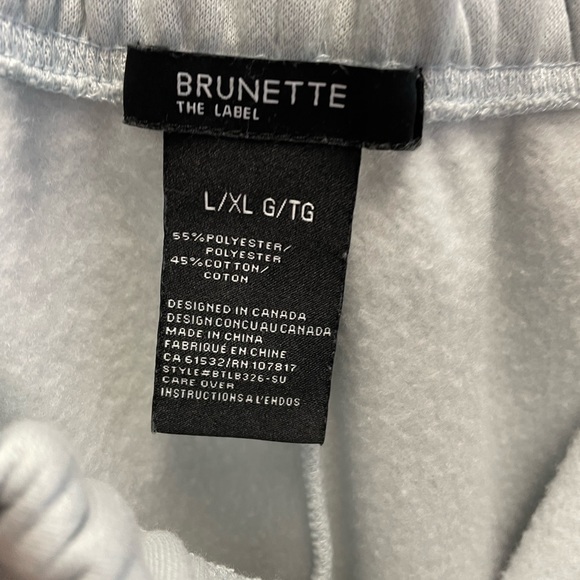 BRUNETTE
THE LABEL
L/XL G/TG
55%POLYESTER/
POLYESTER
45%COTTON/
COTON
DESIGNED IN CANADA
DESIGN CONCU AU CANADA
MADE IN CHINA
FABRIQUÉ EN CHINE
CA 61532/RN 107817
STYLE#BTLB326-SU
CARE OVER
INSTRUCTIONS A L'ENDOS